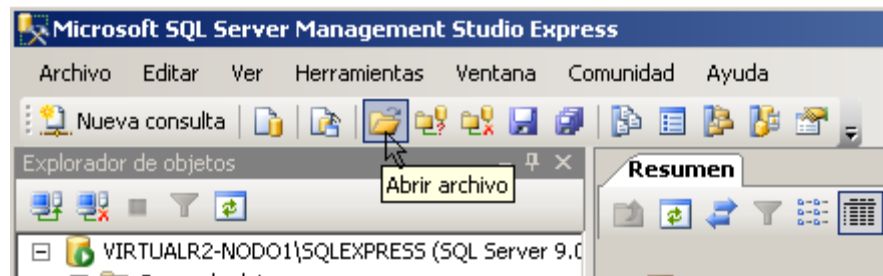 Microsoft SQL Server Management Studio Express
Archivo Editar Ver Herramientas Ventana Comunidad Ayuda
Nueva consulta
Explorador de objetos
Abrir archivo
Resumen
VIRTUALR2-NODO1\SQLEXPRESS (SQL Server 9.0